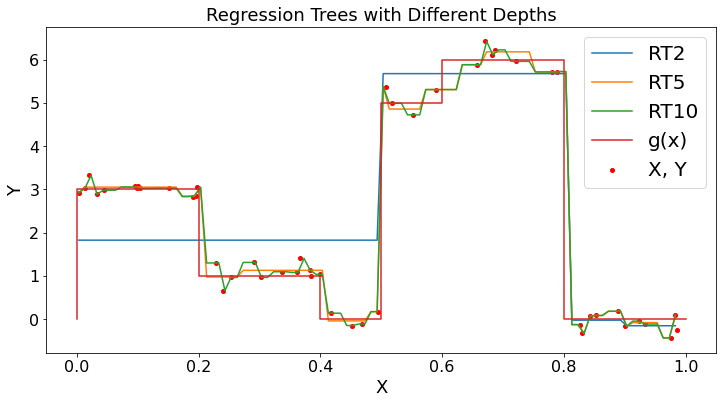 Regression Trees with Different Depths
RT2
RT5
RT10
g(x)
X, Y
Y
6
5
4
3
2
1
0
0.0 0.2 0.4 0.6 0.8 1.0
X